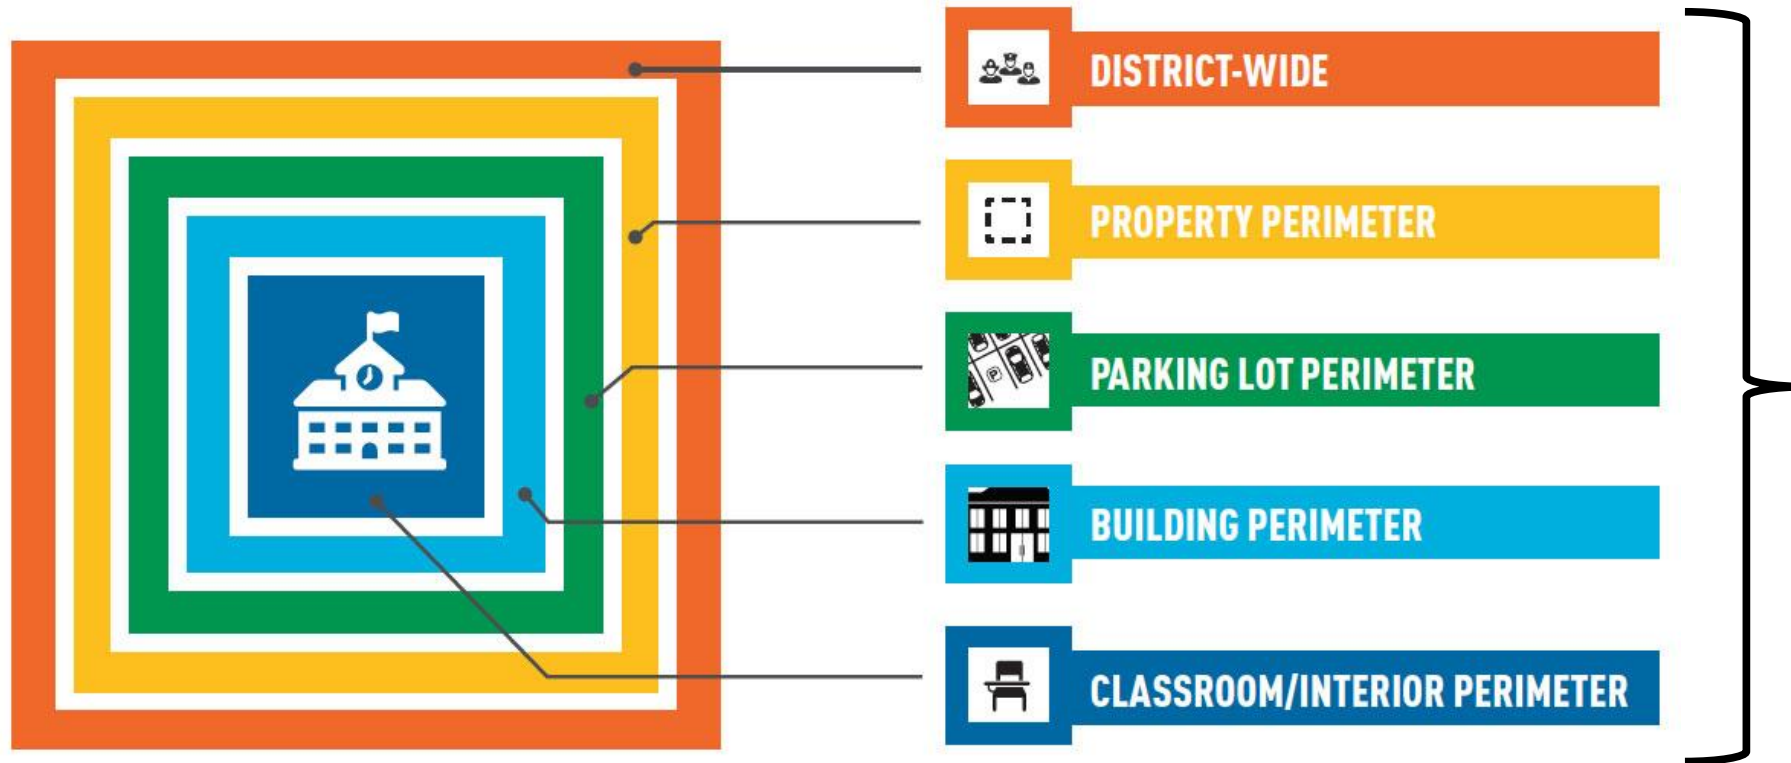 DISTRICT-WIDE
PROPERTY PERIMETER
P
PARKING LOT PERIMETER
BUILDING PERIMETER
CLASSROOM/INTERIOR PERIMETER